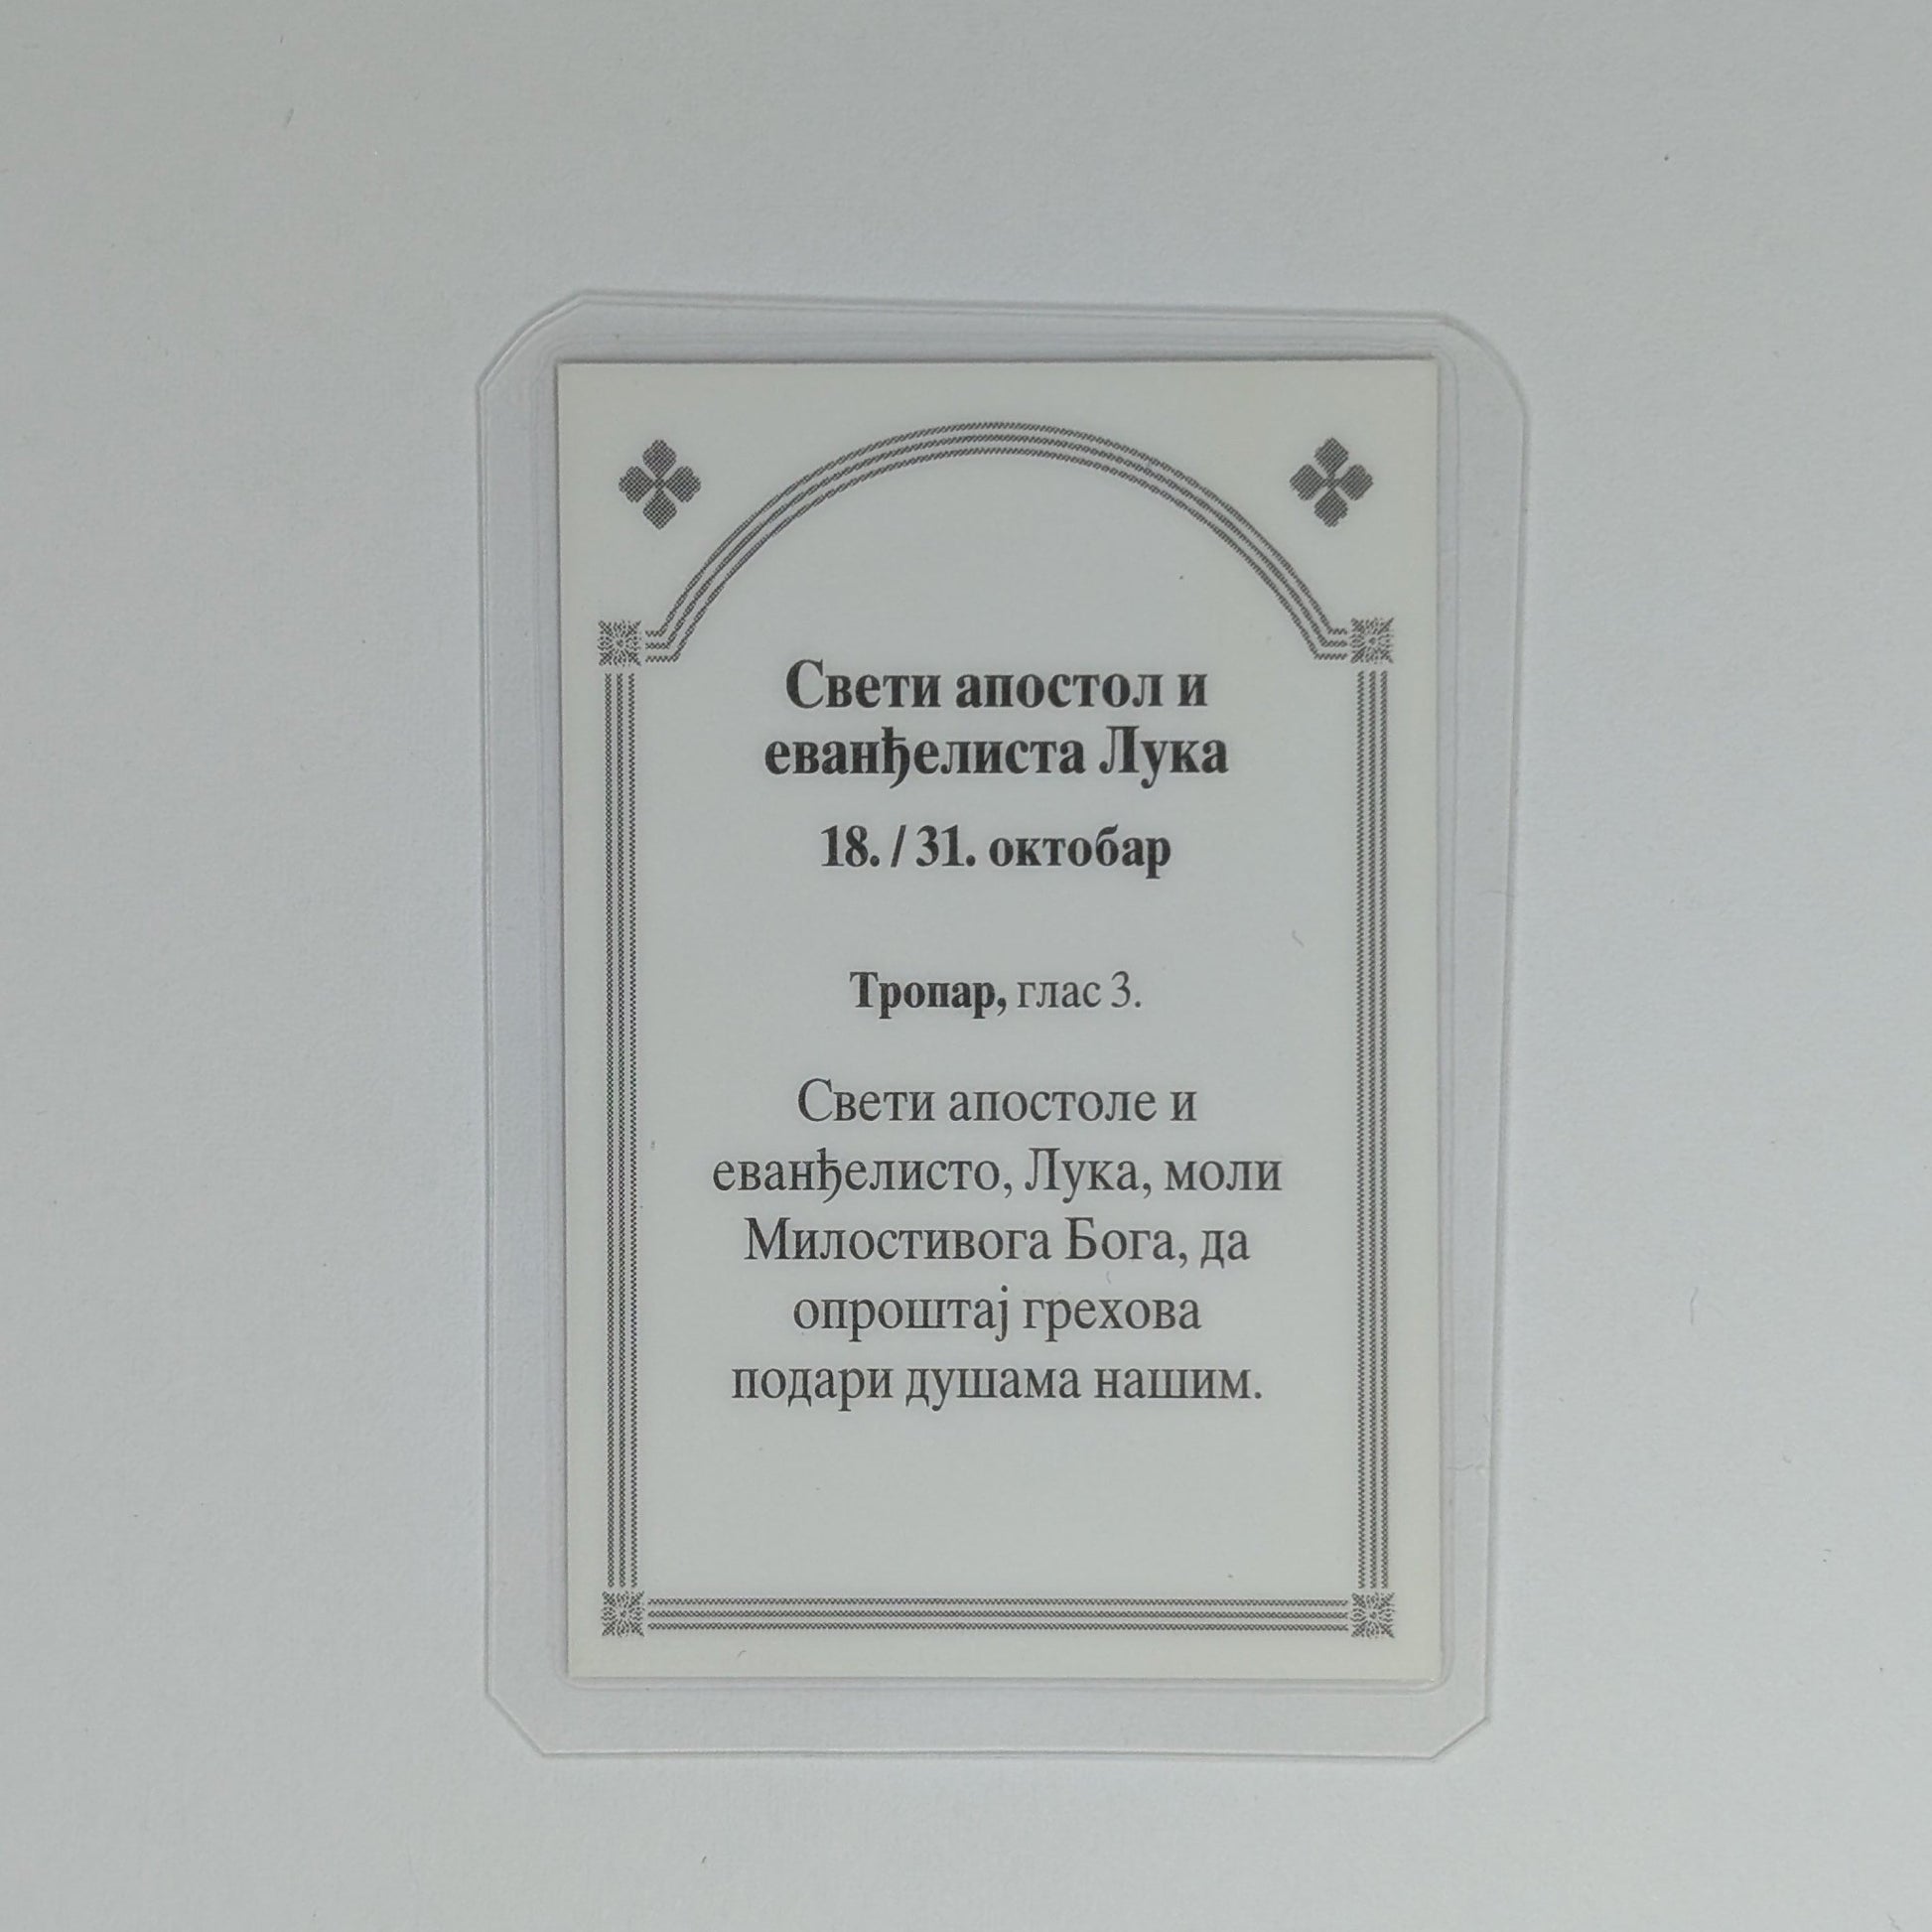 Свети апостол и
еванђелиста Лука
18. / 31. октобар
Тропар, глас 3.
Свети апостоле и
еванђелисто, Лука, моли
Милостивога Бога, да
опроштај грехова
подари душама нашим.